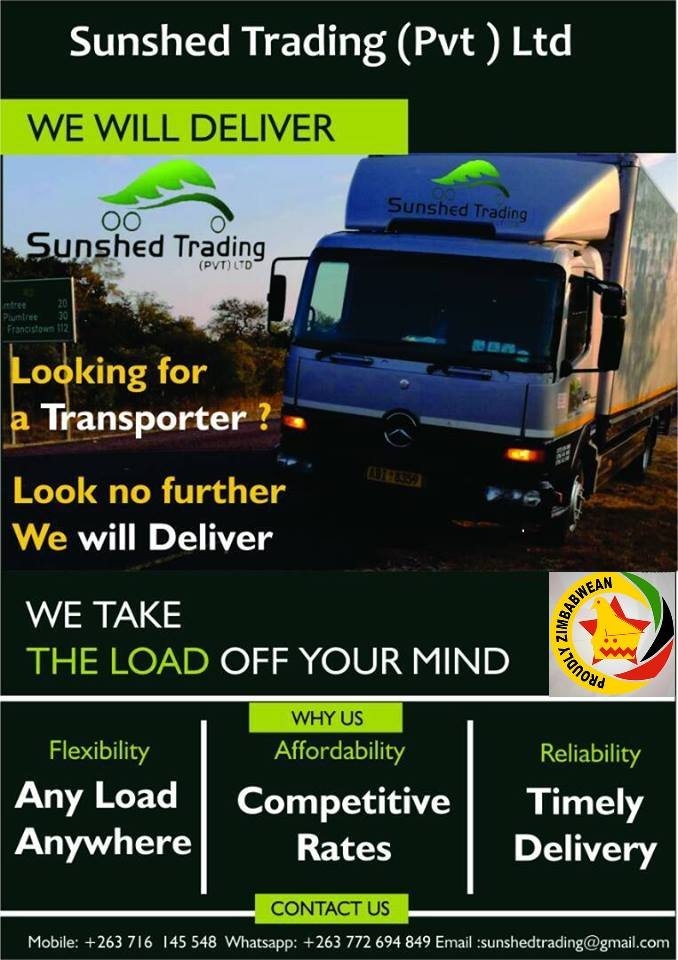 Sunshed Trading (Pvt ) Ltd
WE WILL DELIVER
Sunshed Trading
(PVT) LTD
Sunshed Trading
mtree 20
Plumtree 30
Francistown 112
Looking for
a Transporter ?
Look no further
We will Deliver
WE TAKE
THE LOAD OFF YOUR MIND
PROUDLY ZIMBABWEAN
WHY US
Flexibility
Any Load
Anywhere
Affordability
Competitive
Rates
Reliability
Timely
Delivery
CONTACT US
Mobile: +263 716 145 548 Whatsapp: +263 772 694 849 Email :sunshedtrading@gmail.com